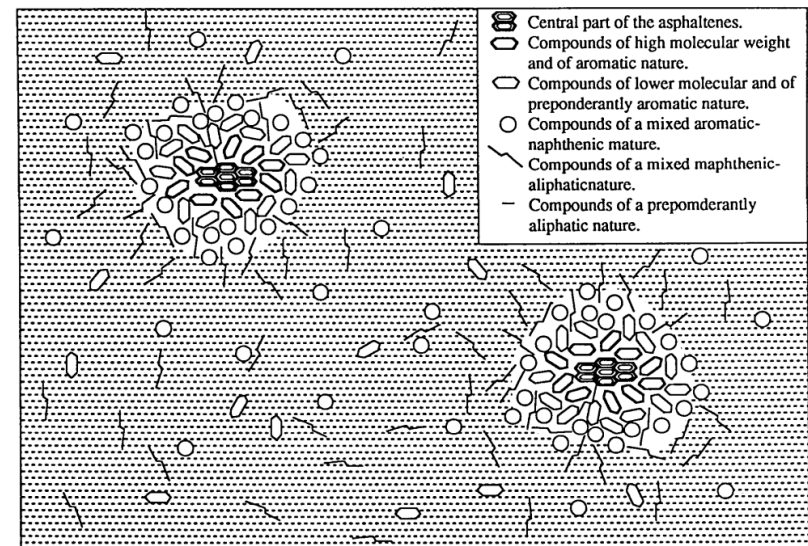 Central part of the asphaltenes.
Compounds of high molecular weight
and of aromatic nature.
Compounds of lower molecular and of
preponderantly aromatic nature.
Compounds of a mixed aromatic-
naphthenic mature.
Compounds of a mixed maphthenic-
aliphaticnature.
Compounds of a prepomderantly
aliphatic nature.